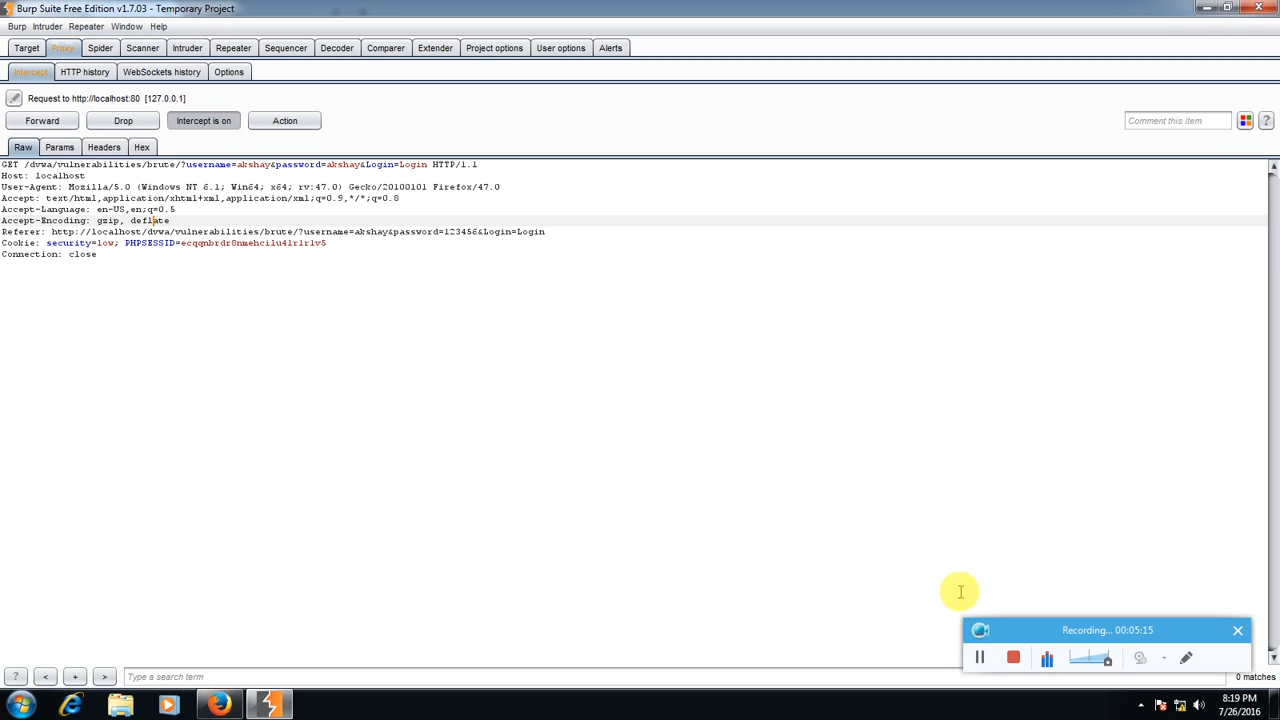 Burp Suite Free Edition v1.7.03 - Temporary Project
Burp Intruder Repeater Window Help
Target Proxy Spider Scanner Intruder Repeater Sequencer Decoder Comparer Extender Project options User options Alerts
Intercept HTTP history WebSockets history Options
Request to http://localhost:80 [127.0.0.1]
Forward Drop Intercept is on Action Comment this item ?
Raw Params Headers Hex
GET /dvwa/vulnerabilities/brute/?username=akshay&password=akshay&Login=Login HTTP/1.1
Host: localhost
User-Agent: Mozilla/5.0 (Windows NT 6.1; Win64; x64; rv:47.0) Gecko/20100101 Firefox/47.0
Accept: text/html,application/xhtml+xml,application/xml;q=0.9,*/*;q=0.8
Accept-Language: en-US,en;q=0.5
Accept-Encoding: gzip, deflate
Referer: http://localhost/dvwa/vulnerabilities/brute/?username=akshay&password=123456&Login=Login
Cookie: security=low; PHPSESSID=ecqqnbrdr8nmehcilu4lrlrlv5
Connection: close
Recording... 00:05:15
? < + > Type a search term 0 matches
8:19 PM
7/26/2016